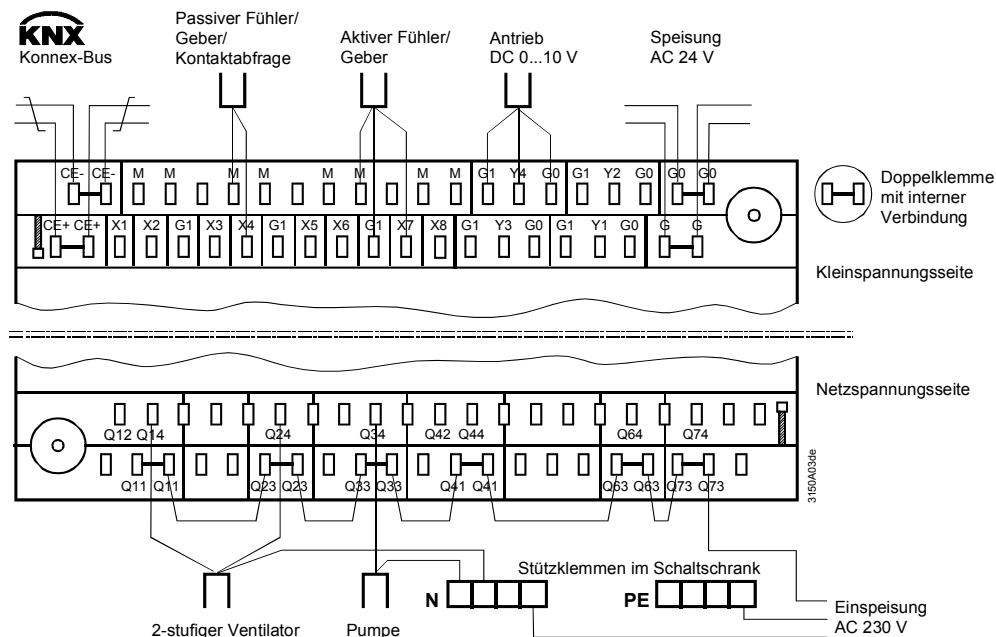 KNX
Konnex-Bus
Passiver Fühler/
Geber/
Kontaktabfrage
Aktiver Fühler/
Geber
Antrieb
DC 0...10 V
Speisung
AC 24 V
CE- CE- M M M M M M M M G1 Y4 G0 G1 Y2 G0 G0 G0
CE+ CE+ X1 X2 G1 X3 X4 G1 X5 X6 G1 X7 X8 G1 Y3 G0 G1 Y1 G0 G G
Doppelklemme
mit interner
Verbindung
Kleinspannungsseite
Netzspannungsseite
Q12 Q14 Q24 Q34 Q42 Q44 Q64 Q74
Q11 Q11 Q23 Q23 Q33 Q33 Q41 Q41 Q63 Q63 Q73 Q73
3150A03de
Stützklemmen im Schaltschrank
N
PE
Einspeisung
AC 230 V
2-stufiger Ventilator
Pumpe